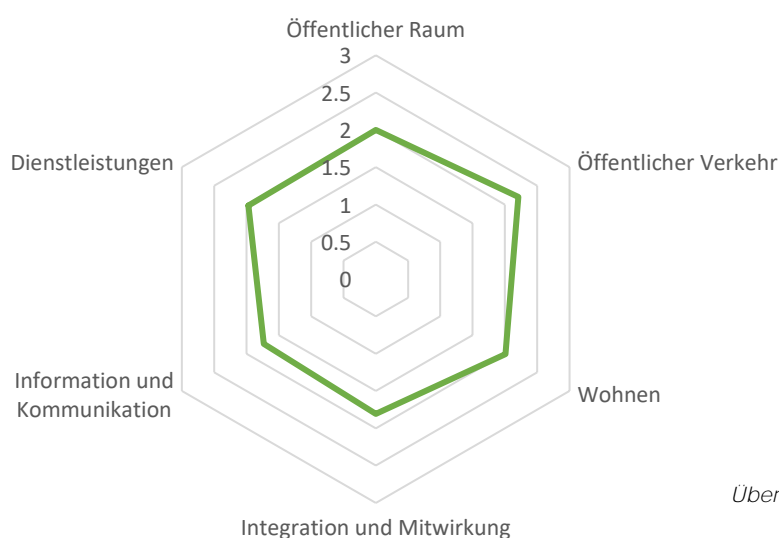 Öffentlicher Raum
3
2.5
2
1.5
1
0.5
0
Dienstleistungen
Öffentlicher Verkehr
Information und
Kommunikation
Wohnen
Integration und Mitwirkung
Über